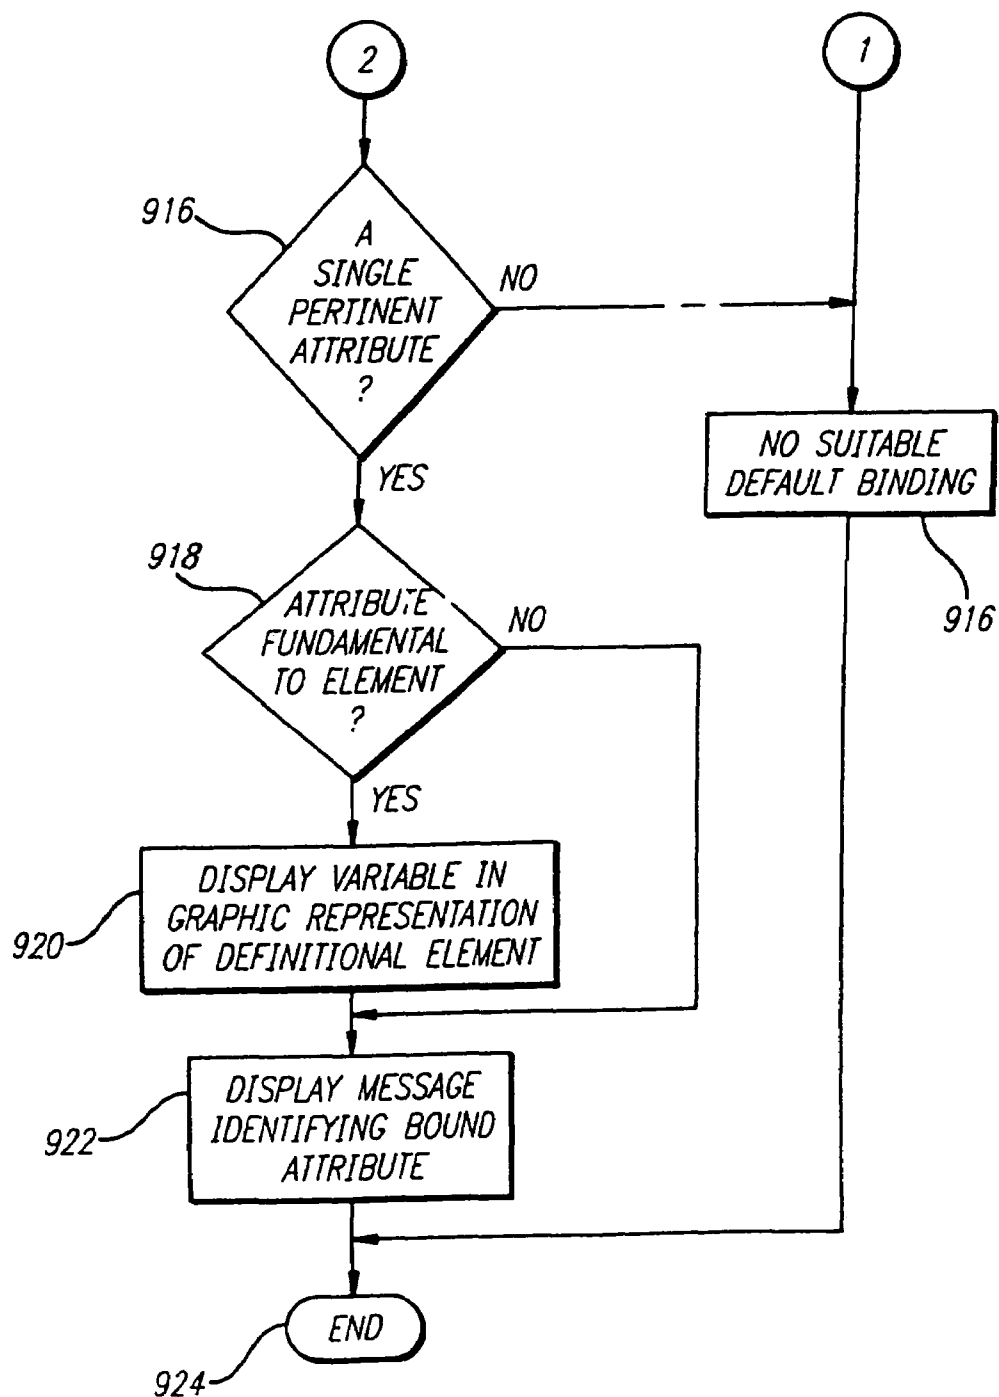 2
1
916
A
SINGLE
PERTINENT
ATTRIBUTE
?
NO
YES
NO SUITABLE
DEFAULT BINDING
916
918
ATTRIBUTE
FUNDAMENTAL
TO ELEMENT
?
NO
YES
920
DISPLAY VARIABLE IN
GRAPHIC REPRESENTATION
OF DEFINITIONAL ELEMENT
922
DISPLAY MESSAGE
IDENTIFYING BOUND
ATTRIBUTE
END
924